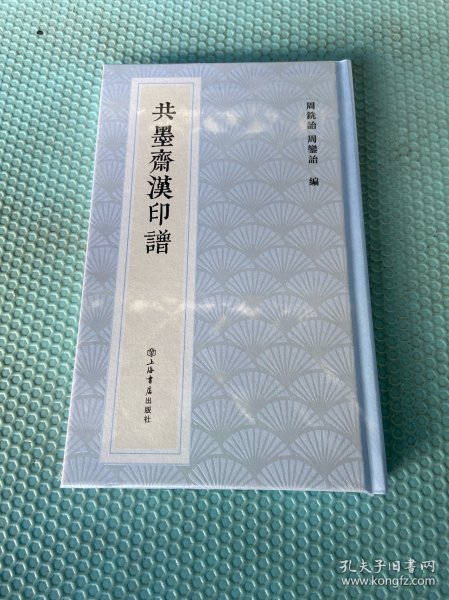 周銑詒 周鑾詒 編
共墨齋漢印譜
上海書店出版社
孔夫子旧书网
www.kongfz.com